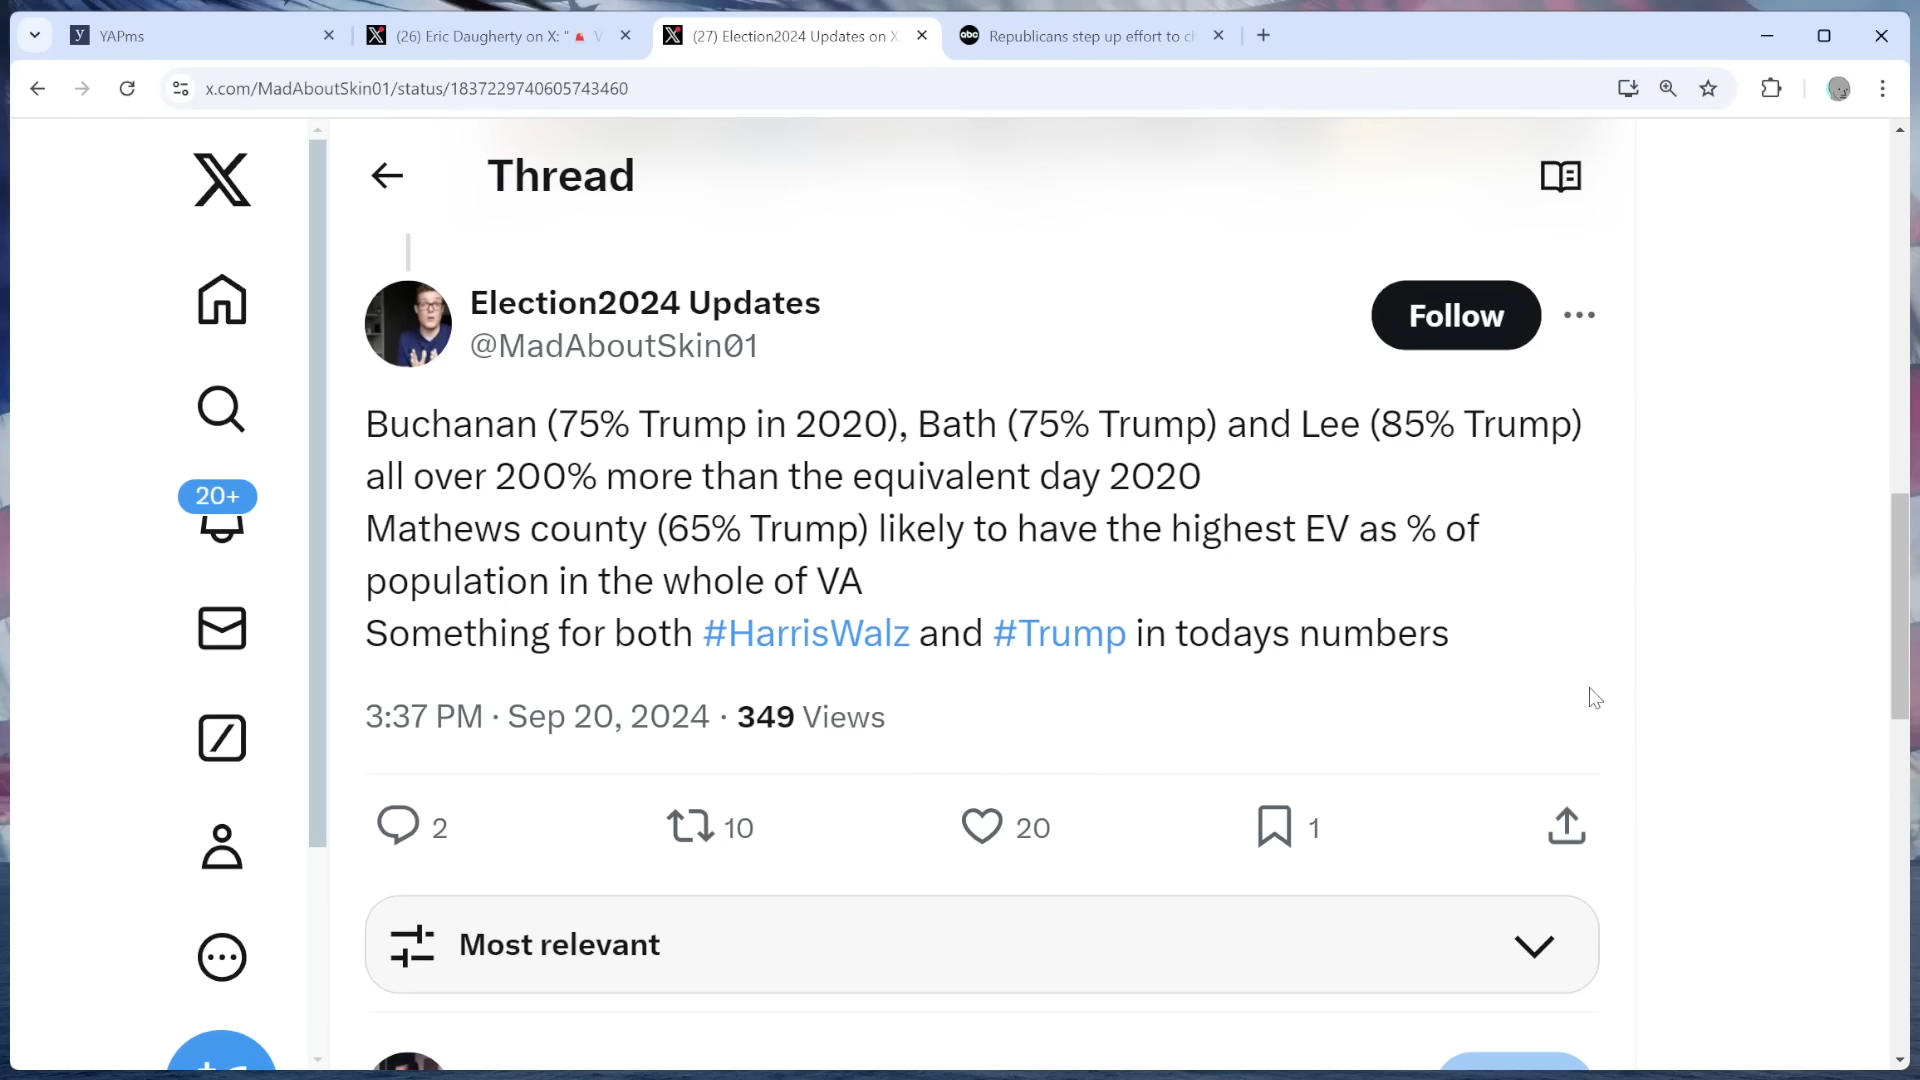 YAPms
(26) Eric Daugherty on X: "🚨 V
(27) Election2024 Updates on X
abc
Republicans step up effort to ch
x.com/MadAboutSkin01/status/1837229740605743460
Thread
Election2024 Updates
@MadAboutSkin01
Follow
Buchanan (75% Trump in 2020), Bath (75% Trump) and Lee (85% Trump)
all over 200% more than the equivalent day 2020
Mathews county (65% Trump) likely to have the highest EV as % of
population in the whole of VA
Something for both #HarrisWalz and #Trump in todays numbers
3:37 PM · Sep 20, 2024 · 349 Views
2
10
20
1
Most relevant
20+